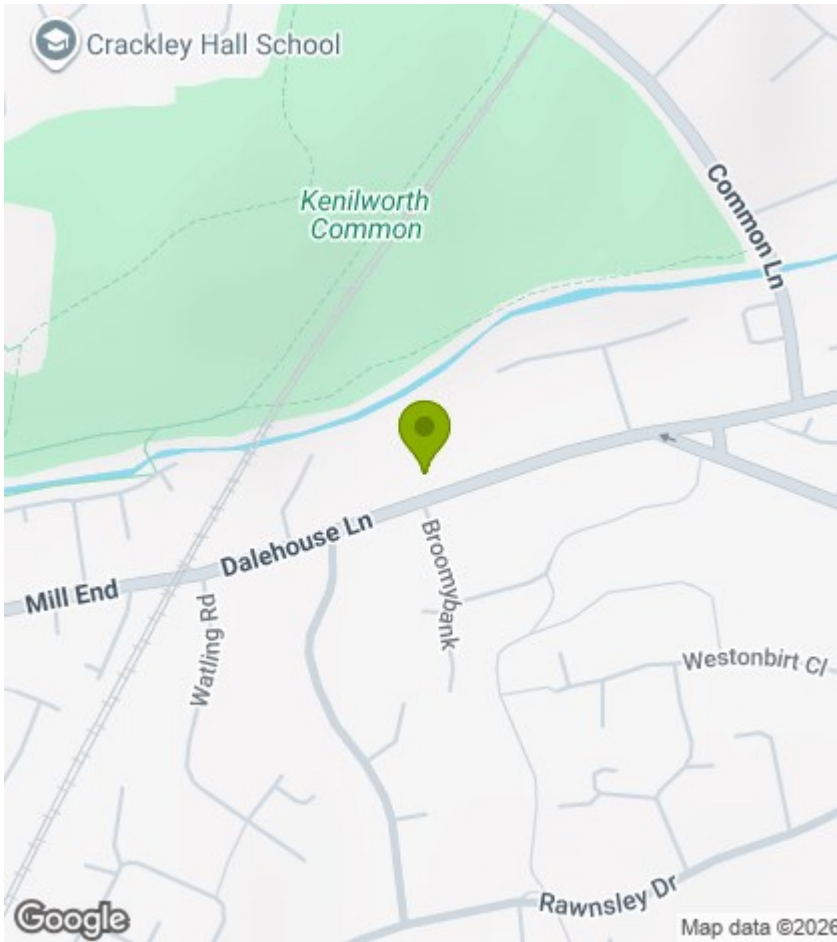 Crackley Hall School
Kenilworth
Common
Common Ln
Dalehouse Ln
Broomybank
Mill End
Watling Rd
Westonbirt Cl
Rawnsley Dr
Google
Map data ©2026